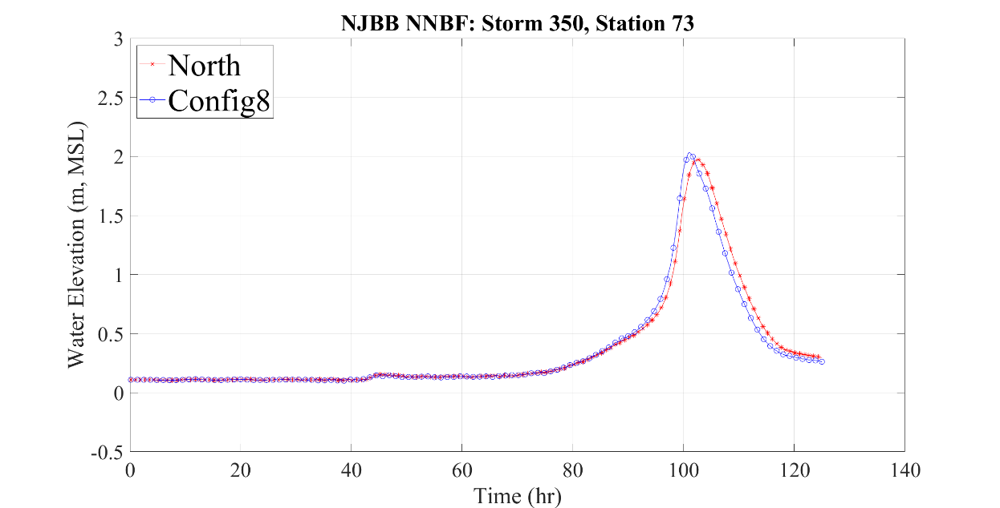 NJBB NNBF: Storm 350, Station 73
North
Config8
3
2.5
2
1.5
1
0.5
0
-0.5
Water Elevation (m, MSL)
0 20 40 60 80 100 120 140
Time (hr)